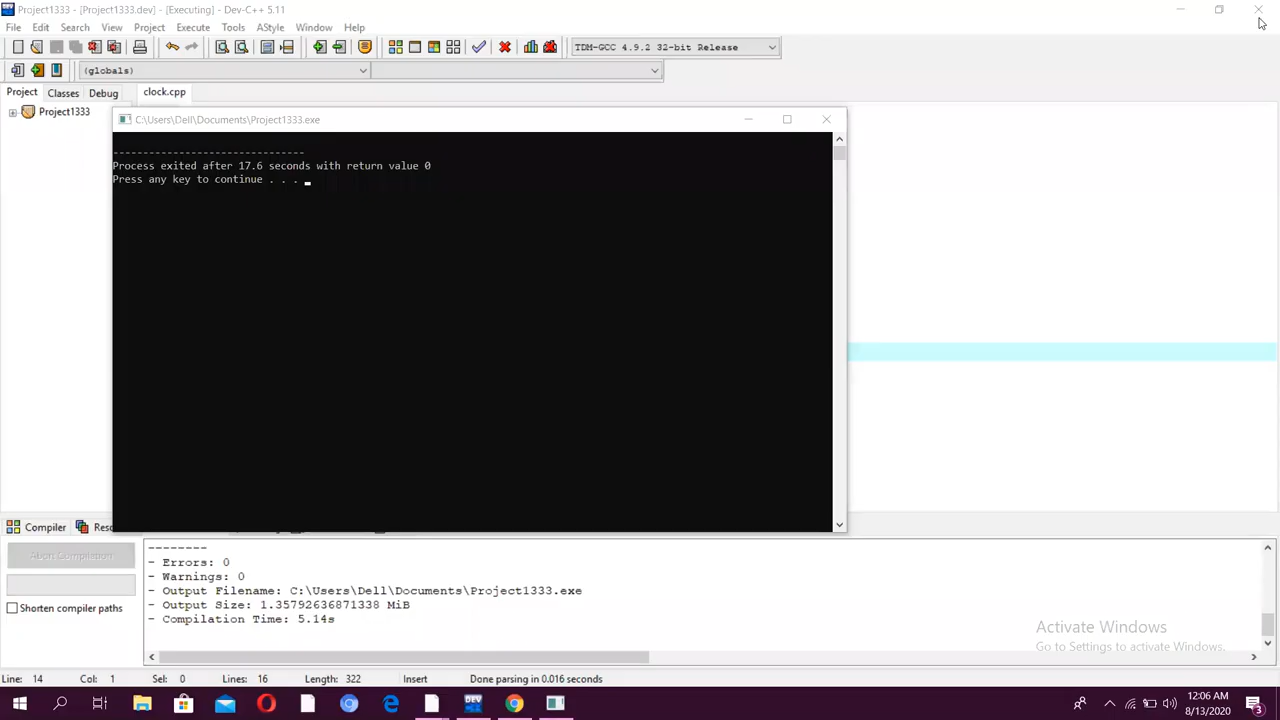 Project1333 - [Project1333.dev] - [Executing] - Dev-C++ 5.11
File Edit Search View Project Execute Tools AStyle Window Help
TDM-GCC 4.9.2 32-bit Release
(globals)
Project Classes Debug clock.cpp
Project1333
C:\Users\Dell\Documents\Project1333.exe
--------------------------------
Process exited after 17.6 seconds with return value 0
Press any key to continue . . .
Compiler
Abort Compilation
Shorten compiler paths
--------
- Errors: 0
- Warnings: 0
- Output Filename: C:\Users\Dell\Documents\Project1333.exe
- Output Size: 1.35792636871338 MiB
- Compilation Time: 5.14s
Activate Windows
Go to Settings to activate Windows.
Line: 14 Col: 1 Sel: 0 Lines: 16 Length: 322 Insert Done parsing in 0.016 seconds
DEV
12:06 AM
8/13/2020
3